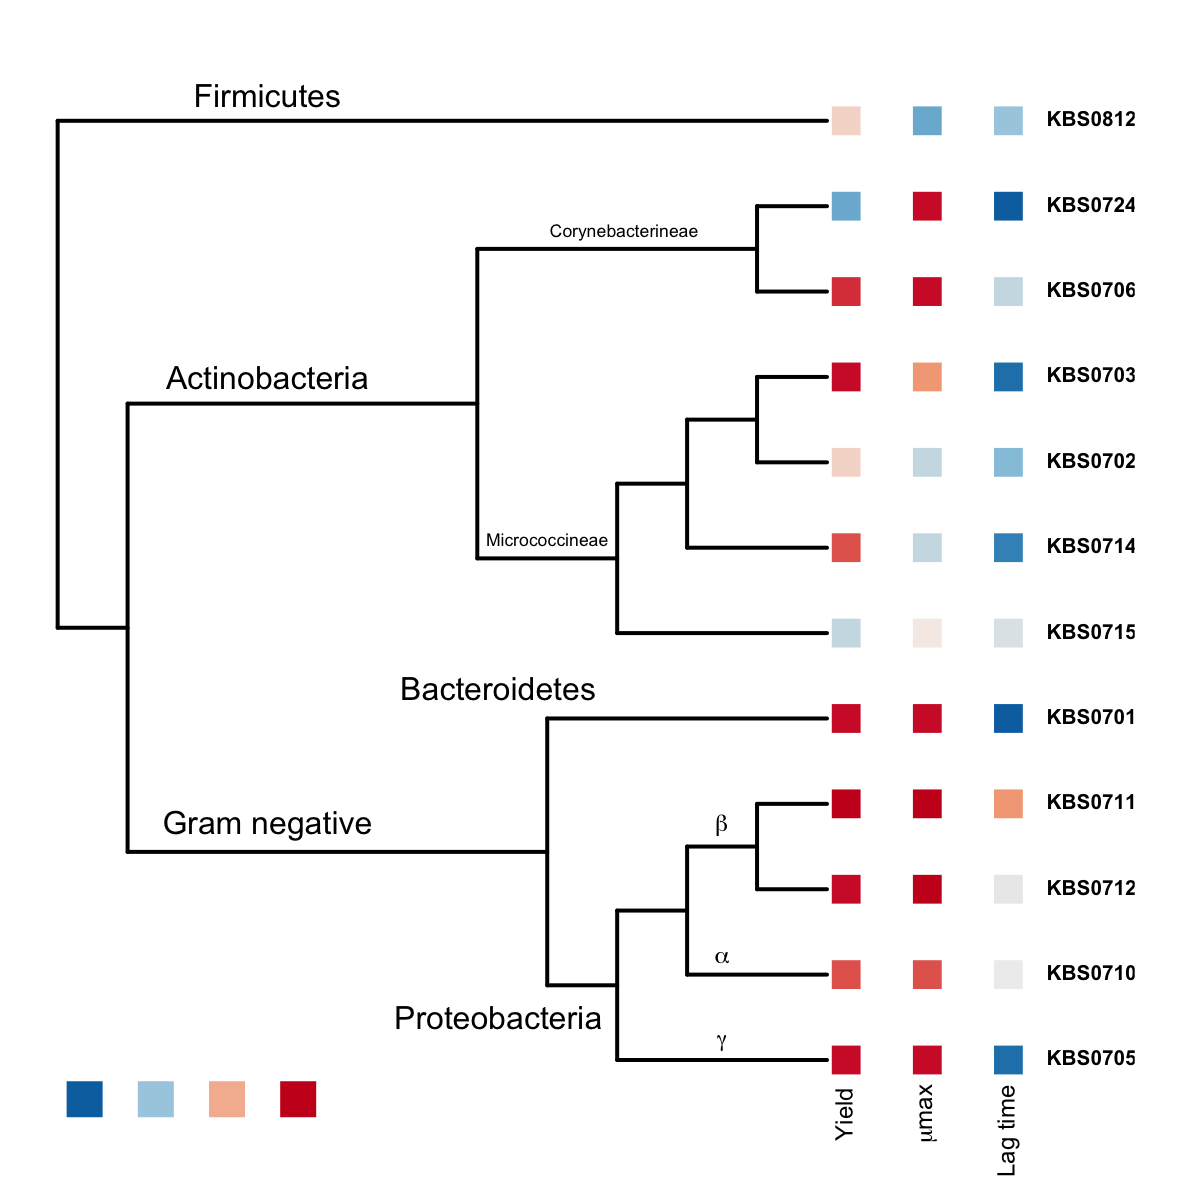 Firmicutes
KBS0812
KBS0724
Corynebacterineae
KBS0706
Actinobacteria
KBS0703
KBS0702
Micrococcineae
KBS0714
KBS0715
Bacteroidetes
KBS0701
KBS0711
Gram negative
β
KBS0712
α
KBS0710
Proteobacteria
γ
KBS0705
Yield
μmax
Lag time